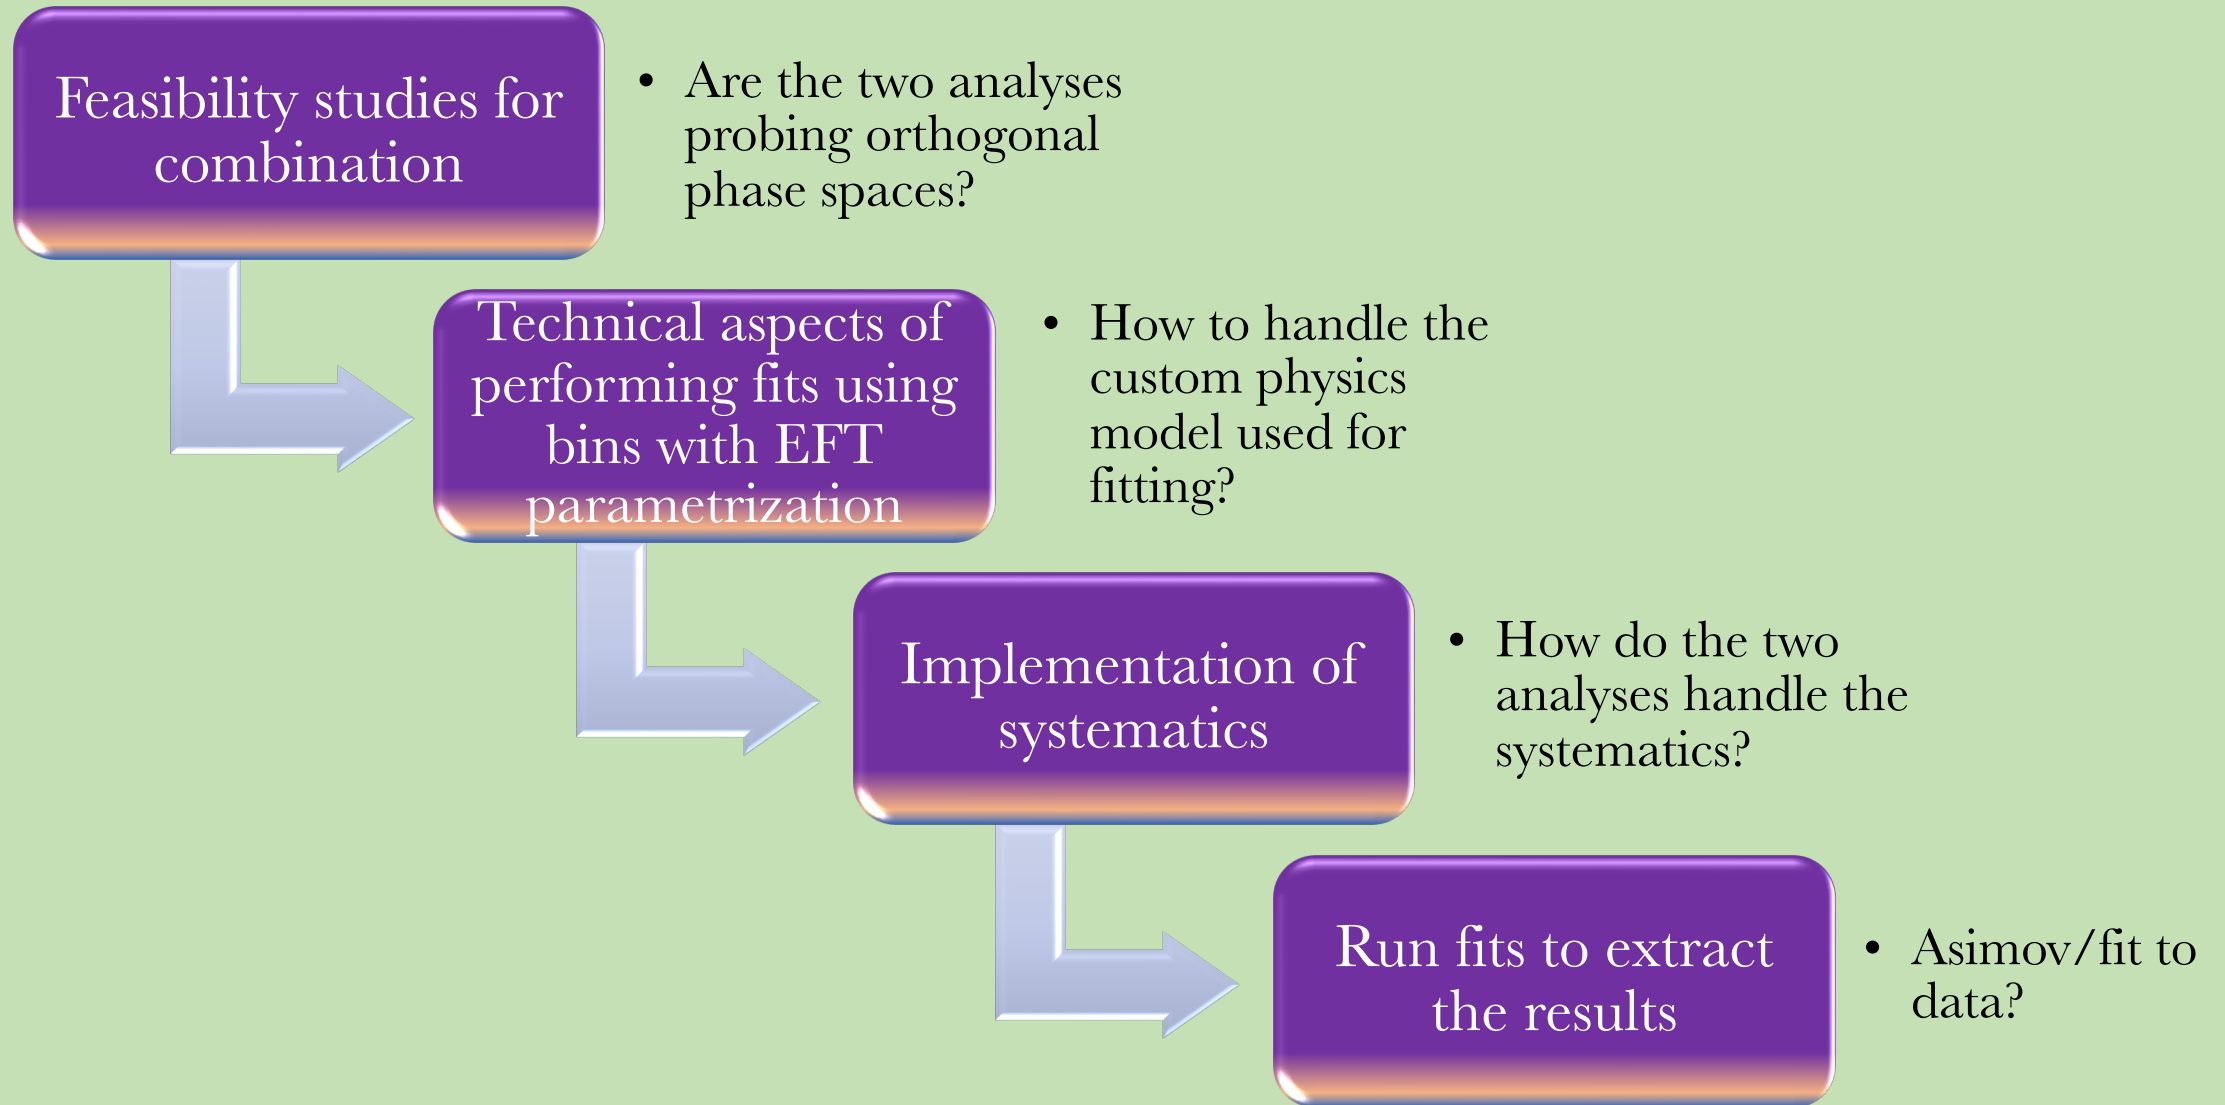 Feasibility studies for
combination
• Are the two analyses
probing orthogonal
phase spaces?
Technical aspects of
performing fits using
bins with EFT
parametrization
• How to handle the
custom physics
model used for
fitting?
Implementation of
systematics
• How do the two
analyses handle the
systematics?
Run fits to extract
the results
• Asimov/fit to
data?